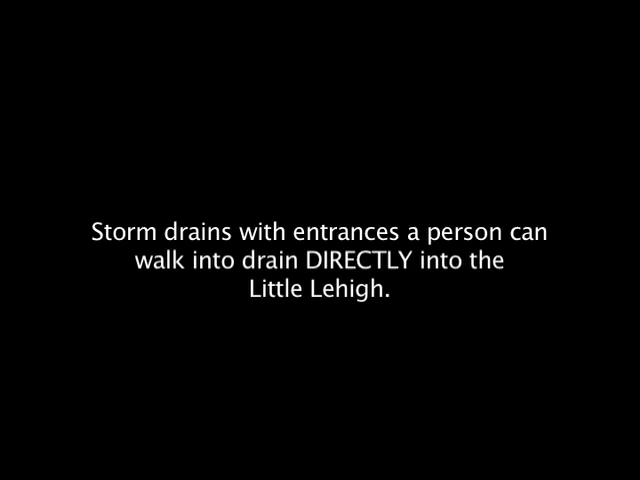 Storm drains with entrances a person can
walk into drain DIRECTLY into the
Little Lehigh.